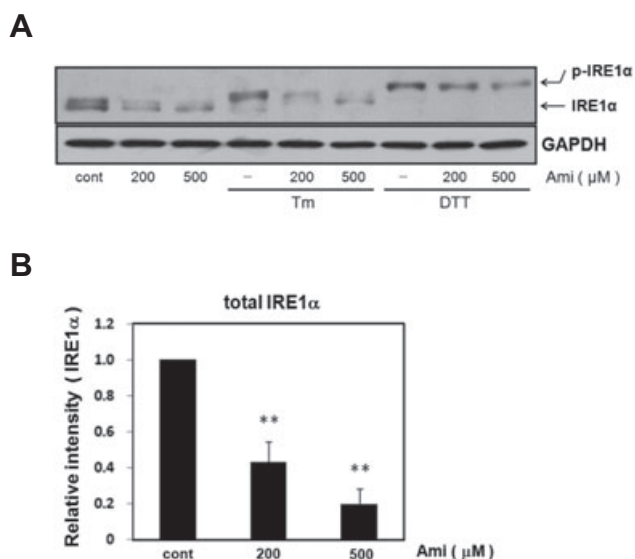 A
p-IRE1α
IRE1α
GAPDH
cont 200 500 – 200 500 – 200 500 Ami ( μM )
Tm DTT
B
total IRE1α
Relative intensity ( IRE1α )
1.2
1.0
0.8
0.6
0.4
0.2
0
** **
cont 200 500 Ami ( μM )